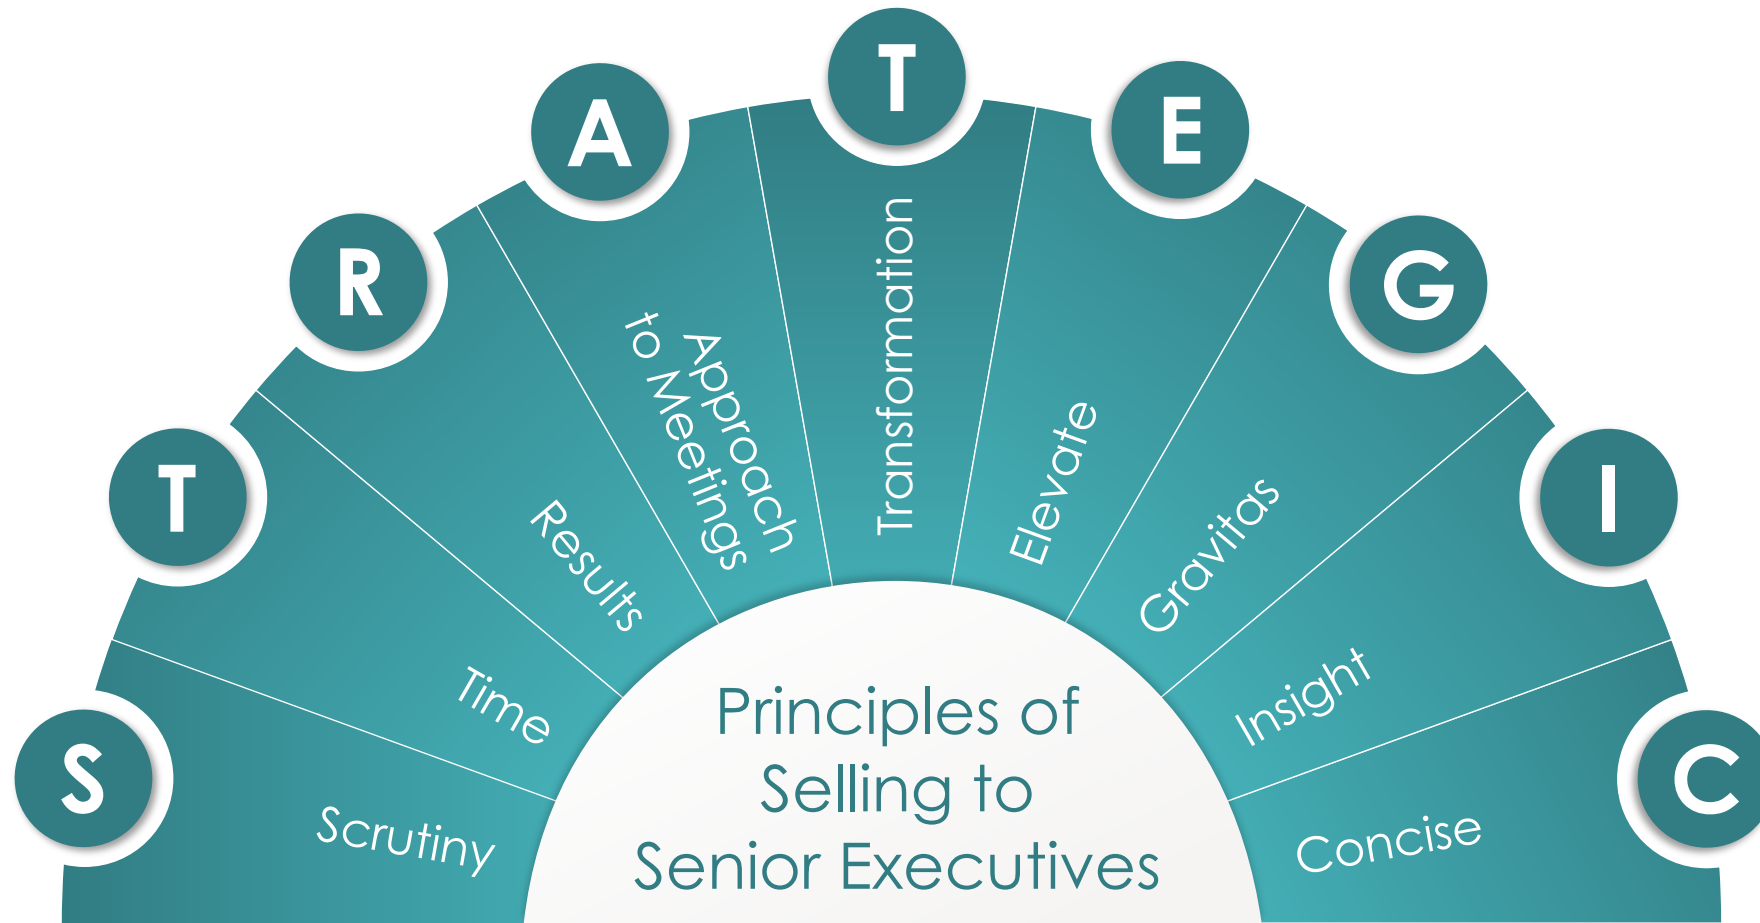 S
T
R
A
T
E
G
I
C
Scrutiny
Time
Results
Approach
to Meetings
Transformation
Elevate
Gravitas
Insight
Concise
Principles of
Selling to
Senior Executives